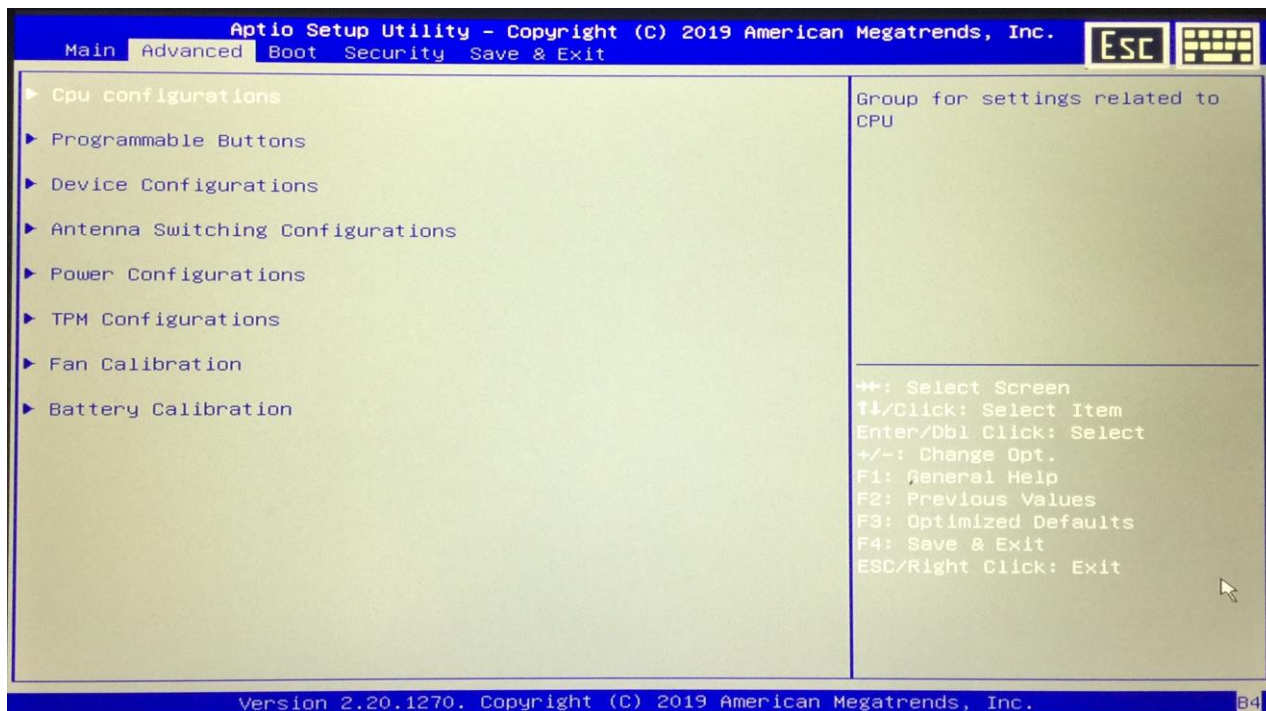 Aptio Setup Utility – Copyright (C) 2019 American Megatrends, Inc.
Main Advanced Boot Security Save & Exit
Esc
▶ Cpu configurations
▶ Programmable Buttons
▶ Device Configurations
▶ Antenna Switching Configurations
▶ Power Configurations
▶ TPM Configurations
▶ Fan Calibration
▶ Battery Calibration
Group for settings related to
CPU
→←: Select Screen
↑↓/Click: Select Item
Enter/Dbl Click: Select
+/-: Change Opt.
F1: General Help
F2: Previous Values
F3: Optimized Defaults
F4: Save & Exit
ESC/Right Click: Exit
Version 2.20.1270. Copyright (C) 2019 American Megatrends, Inc.
B4